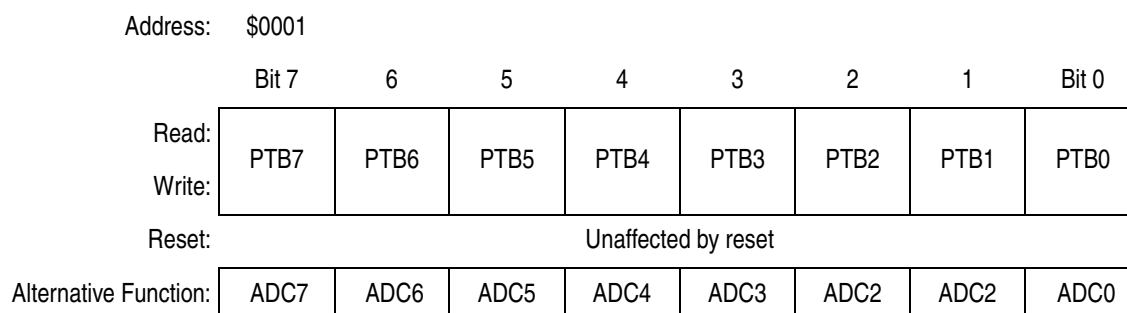 Address: $0001
Bit 7 6 5 4 3 2 1 Bit 0
Read:
PTB7 PTB6 PTB5 PTB4 PTB3 PTB2 PTB1 PTB0
Write:
Reset: Unaffected by reset
Alternative Function: ADC7 ADC6 ADC5 ADC4 ADC3 ADC2 ADC2 ADC0